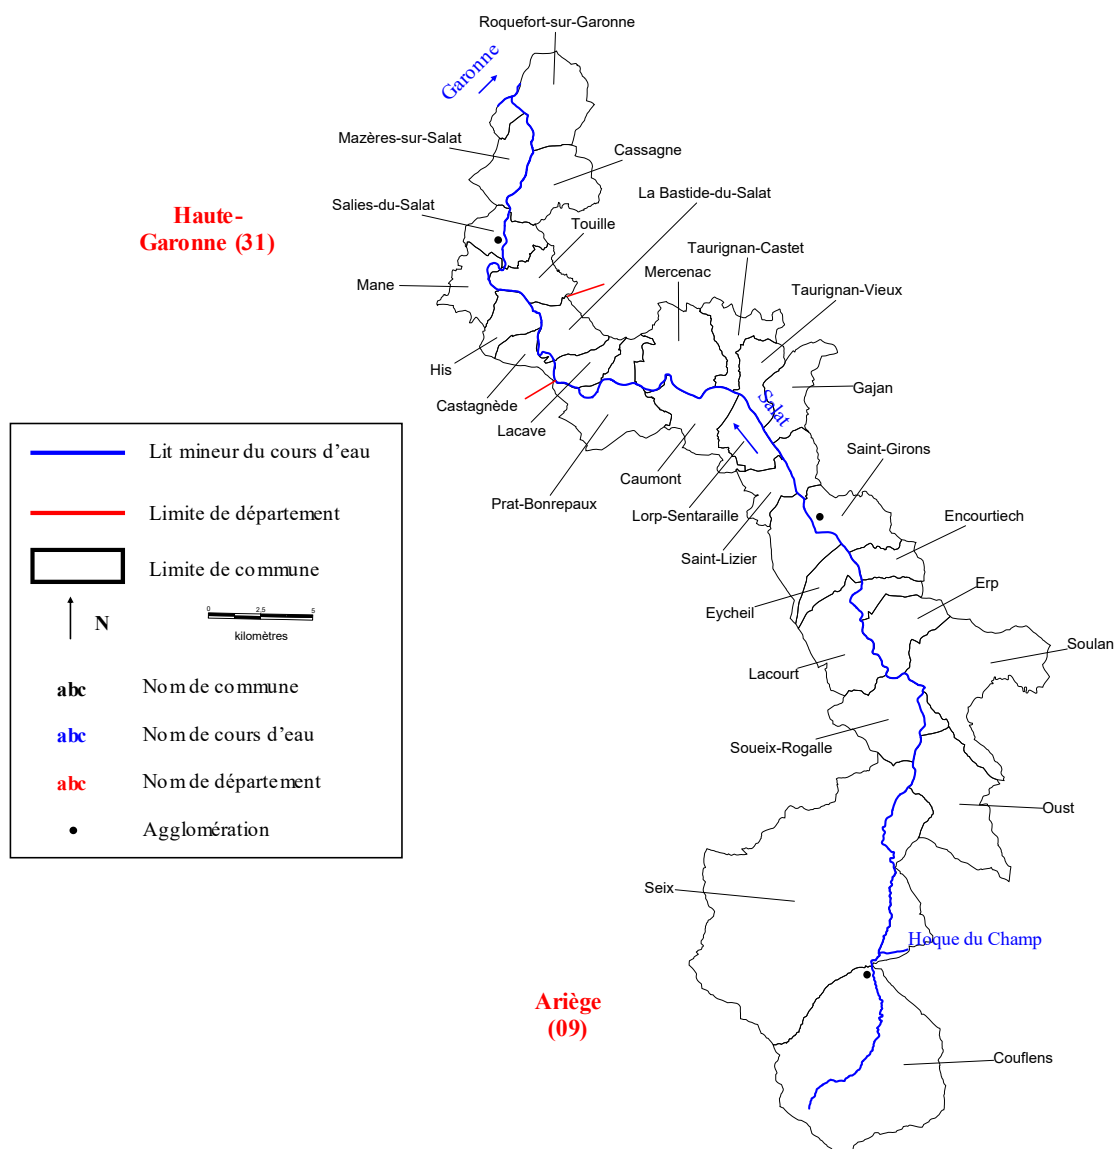 Roquefort-sur-Garonne
Garonne
Mazères-sur-Salat
Cassagne
La Bastide-du-Salat
Salies-du-Salat
Haute-
Garonne (31)
Touille
Taurignan-Castet
Mercenac
Taurignan-Vieux
Mane
His
Gajan
Castagnède
Salat
Lacave
Saint-Girons
Caumont
Prat-Bonrepaux
Lorp-Sentaraille
Encourtiech
Saint-Lizier
Erp
Eycheil
Soulan
Lacourt
Soueix-Rogalle
Oust
Seix
Hoque du Champ
Ariège
(09)
Couflens
Lit mineur du cours d'eau
Limite de département
Limite de commune
N
0 2,5 5
kilomètres
abc Nom de commune
abc Nom de cours d'eau
abc Nom de département
Agglomération